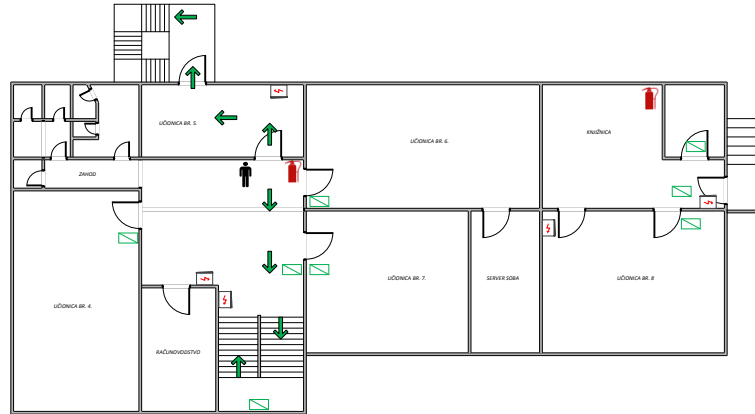 UČIONICA BR. 5.
UČIONICA BR. 6.
KNJIŽNICA
ZAHOD
UČIONICA BR. 4.
UČIONICA BR. 7.
SERVER SOBA
UČIONICA BR. 8
RAČUNOVODSTVO